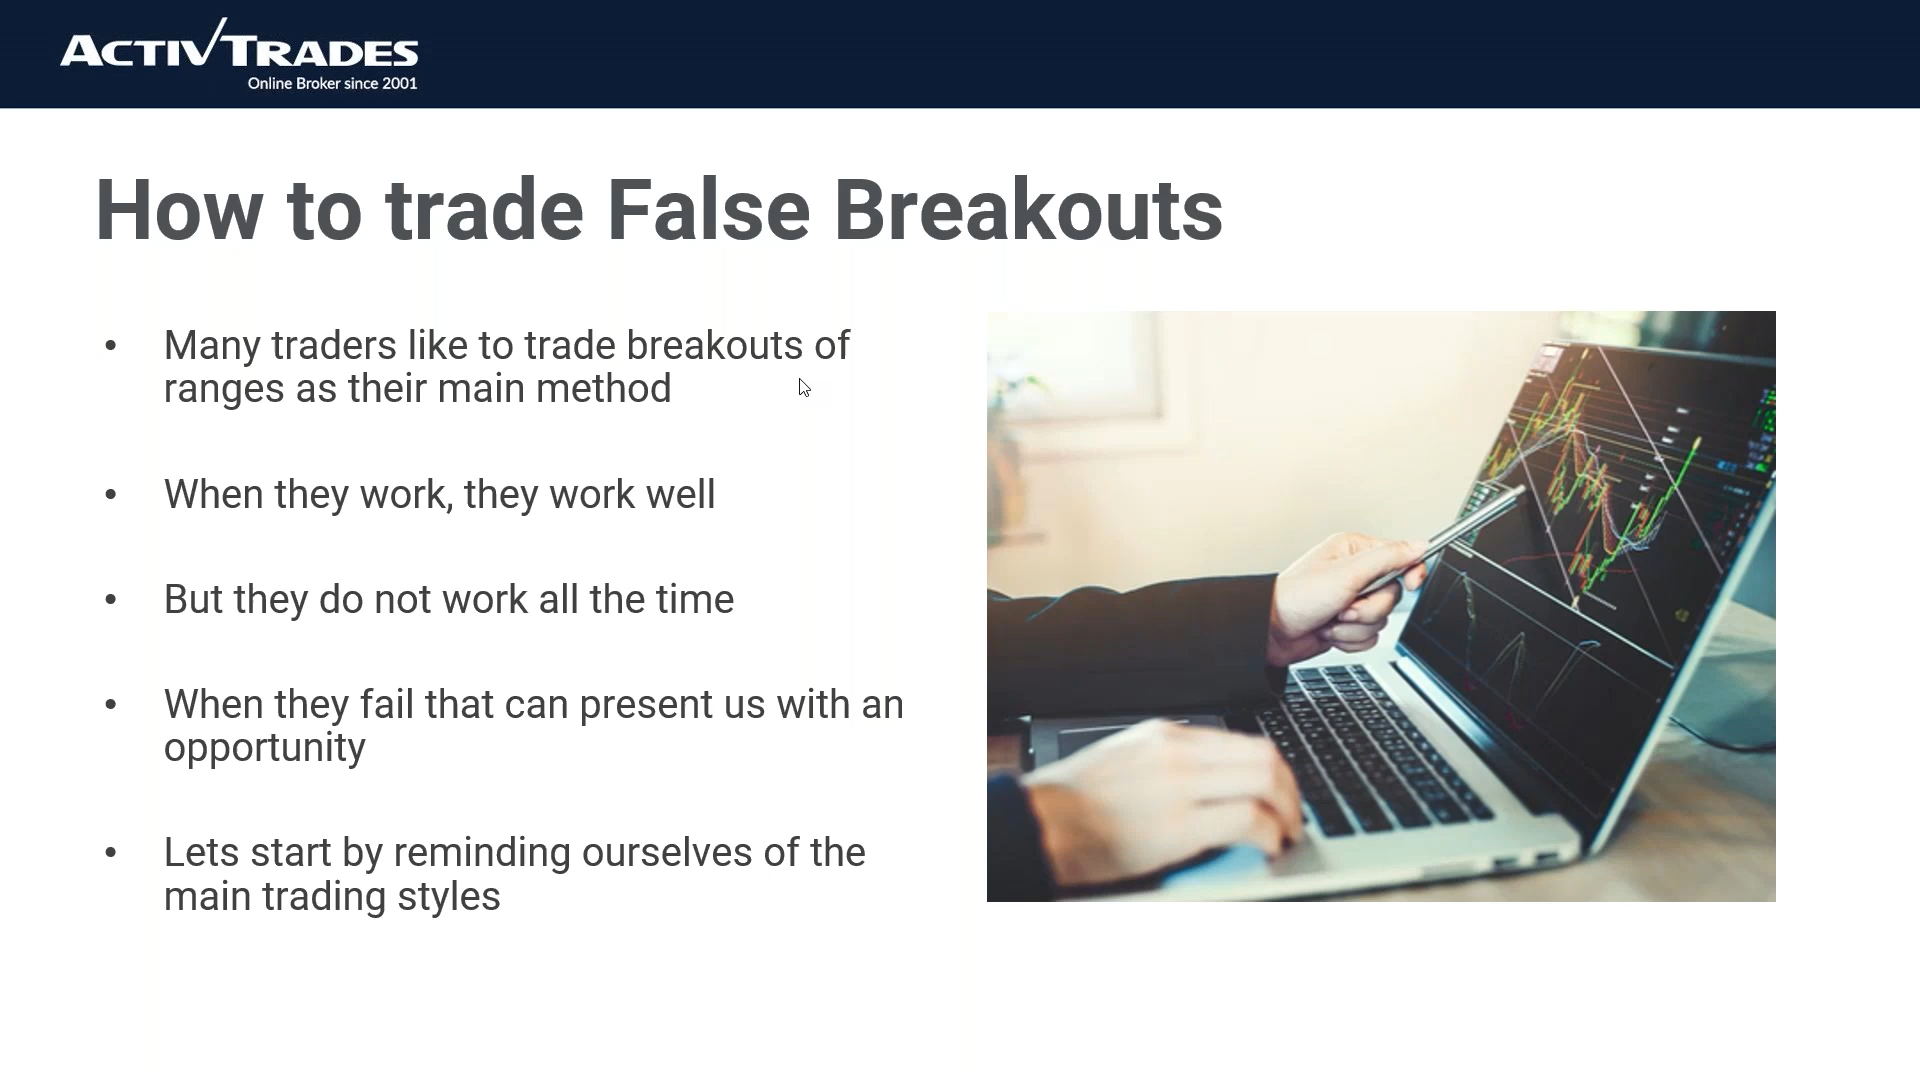 ACTIVTRADES
Online Broker since 2001
How to trade False Breakouts
• Many traders like to trade breakouts of
ranges as their main method
• When they work, they work well
• But they do not work all the time
• When they fail that can present us with an
opportunity
• Lets start by reminding ourselves of the
main trading styles